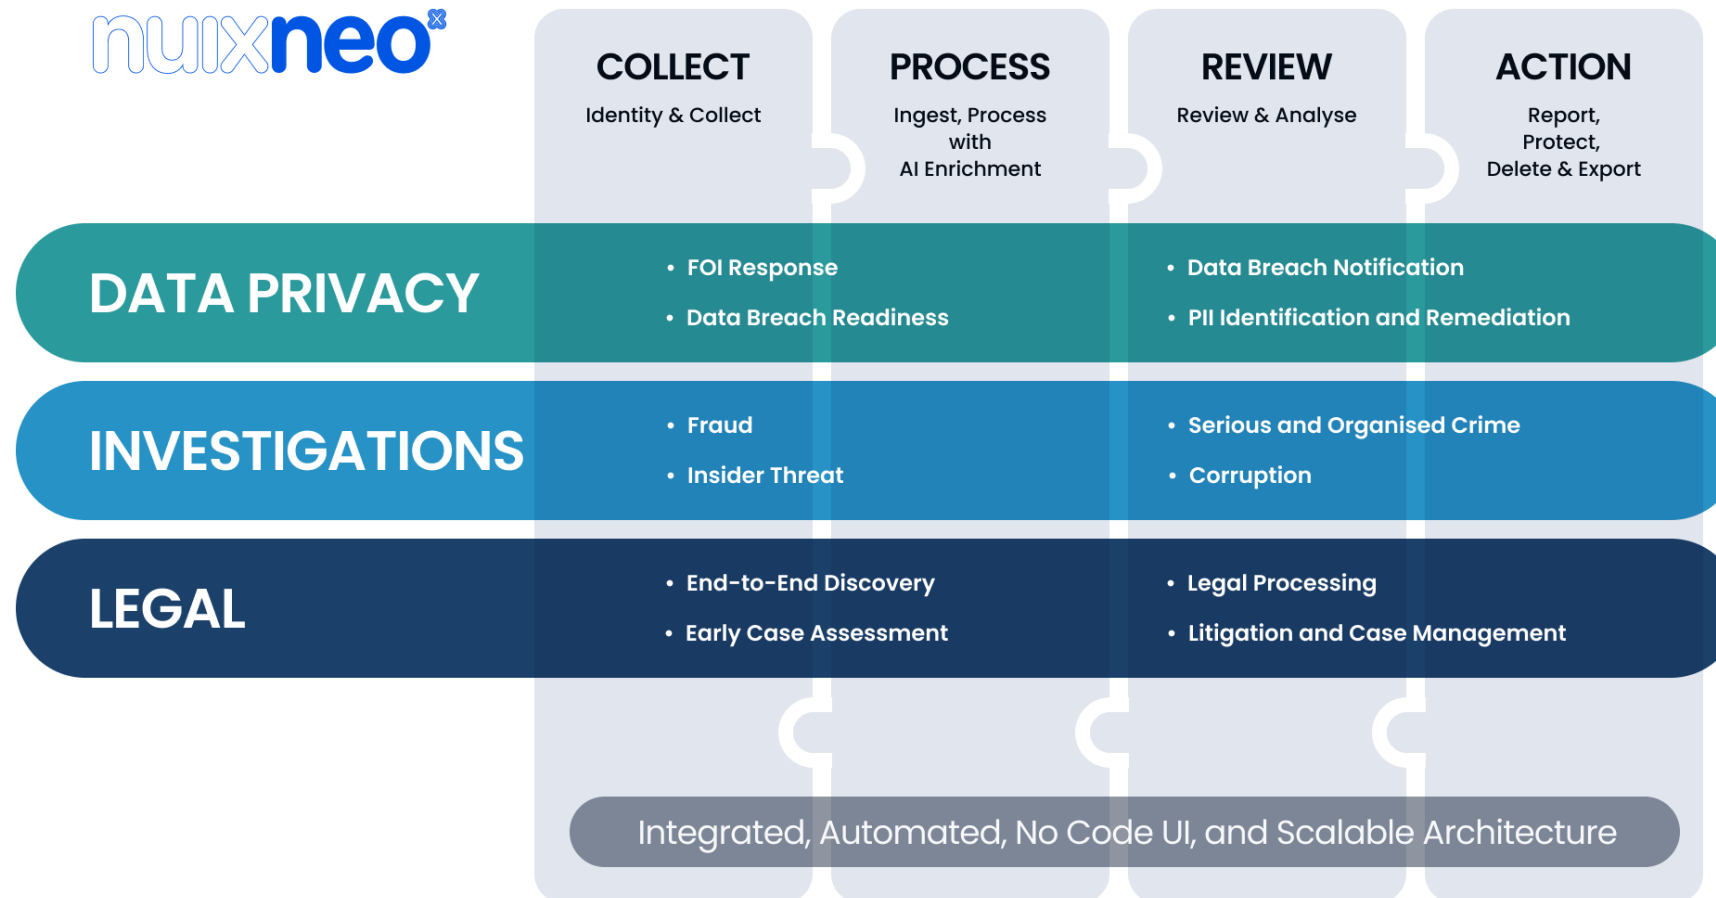 nuixneo
COLLECT
Identity & Collect
PROCESS
Ingest, Process
with
AI Enrichment
REVIEW
Review & Analyse
ACTION
Report,
Protect,
Delete & Export
DATA PRIVACY
• FOI Response
• Data Breach Readiness
• Data Breach Notification
• PII Identification and Remediation
INVESTIGATIONS
• Fraud
• Insider Threat
• Serious and Organised Crime
• Corruption
LEGAL
• End-to-End Discovery
• Early Case Assessment
• Legal Processing
• Litigation and Case Management
Integrated, Automated, No Code UI, and Scalable Architecture